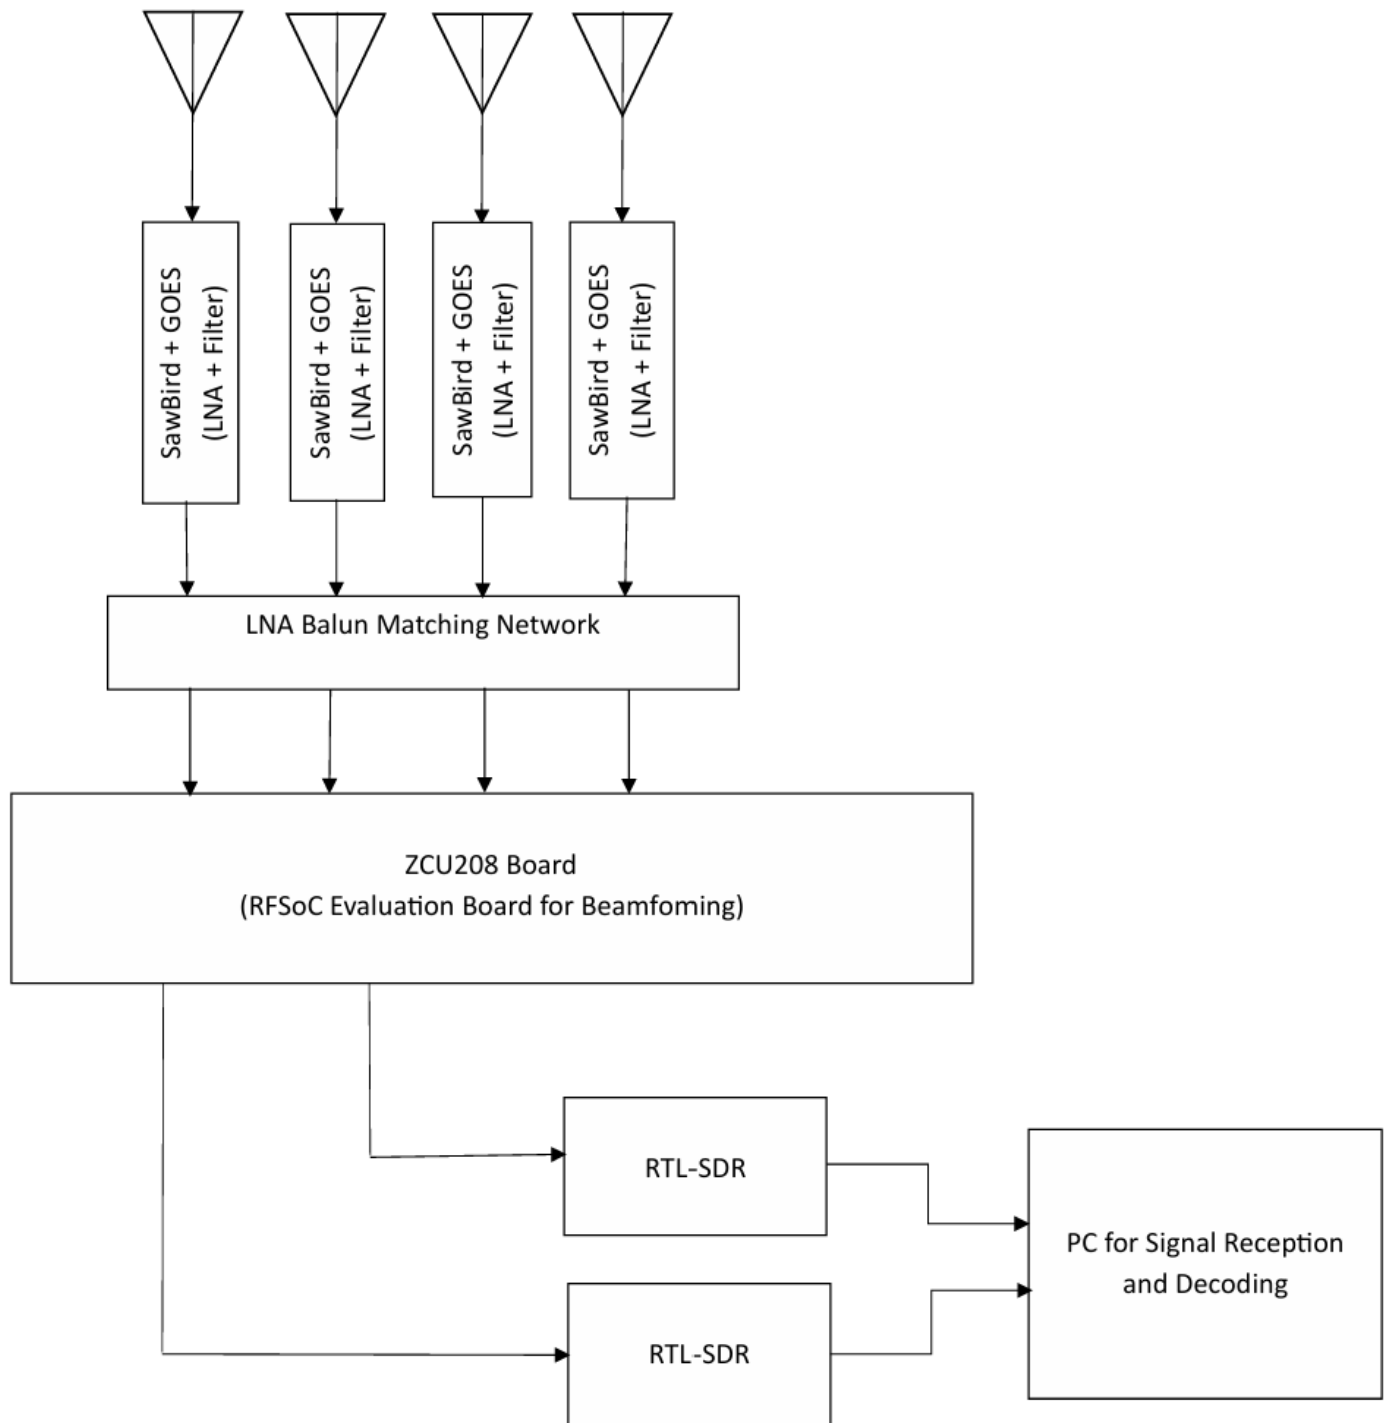 SawBird + GOES
(LNA + Filter)
SawBird + GOES
(LNA + Filter)
SawBird + GOES
(LNA + Filter)
SawBird + GOES
(LNA + Filter)
LNA Balun Matching Network
ZCU208 Board
(RFSoC Evaluation Board for Beamfoming)
RTL-SDR
PC for Signal Reception
and Decoding
RTL-SDR